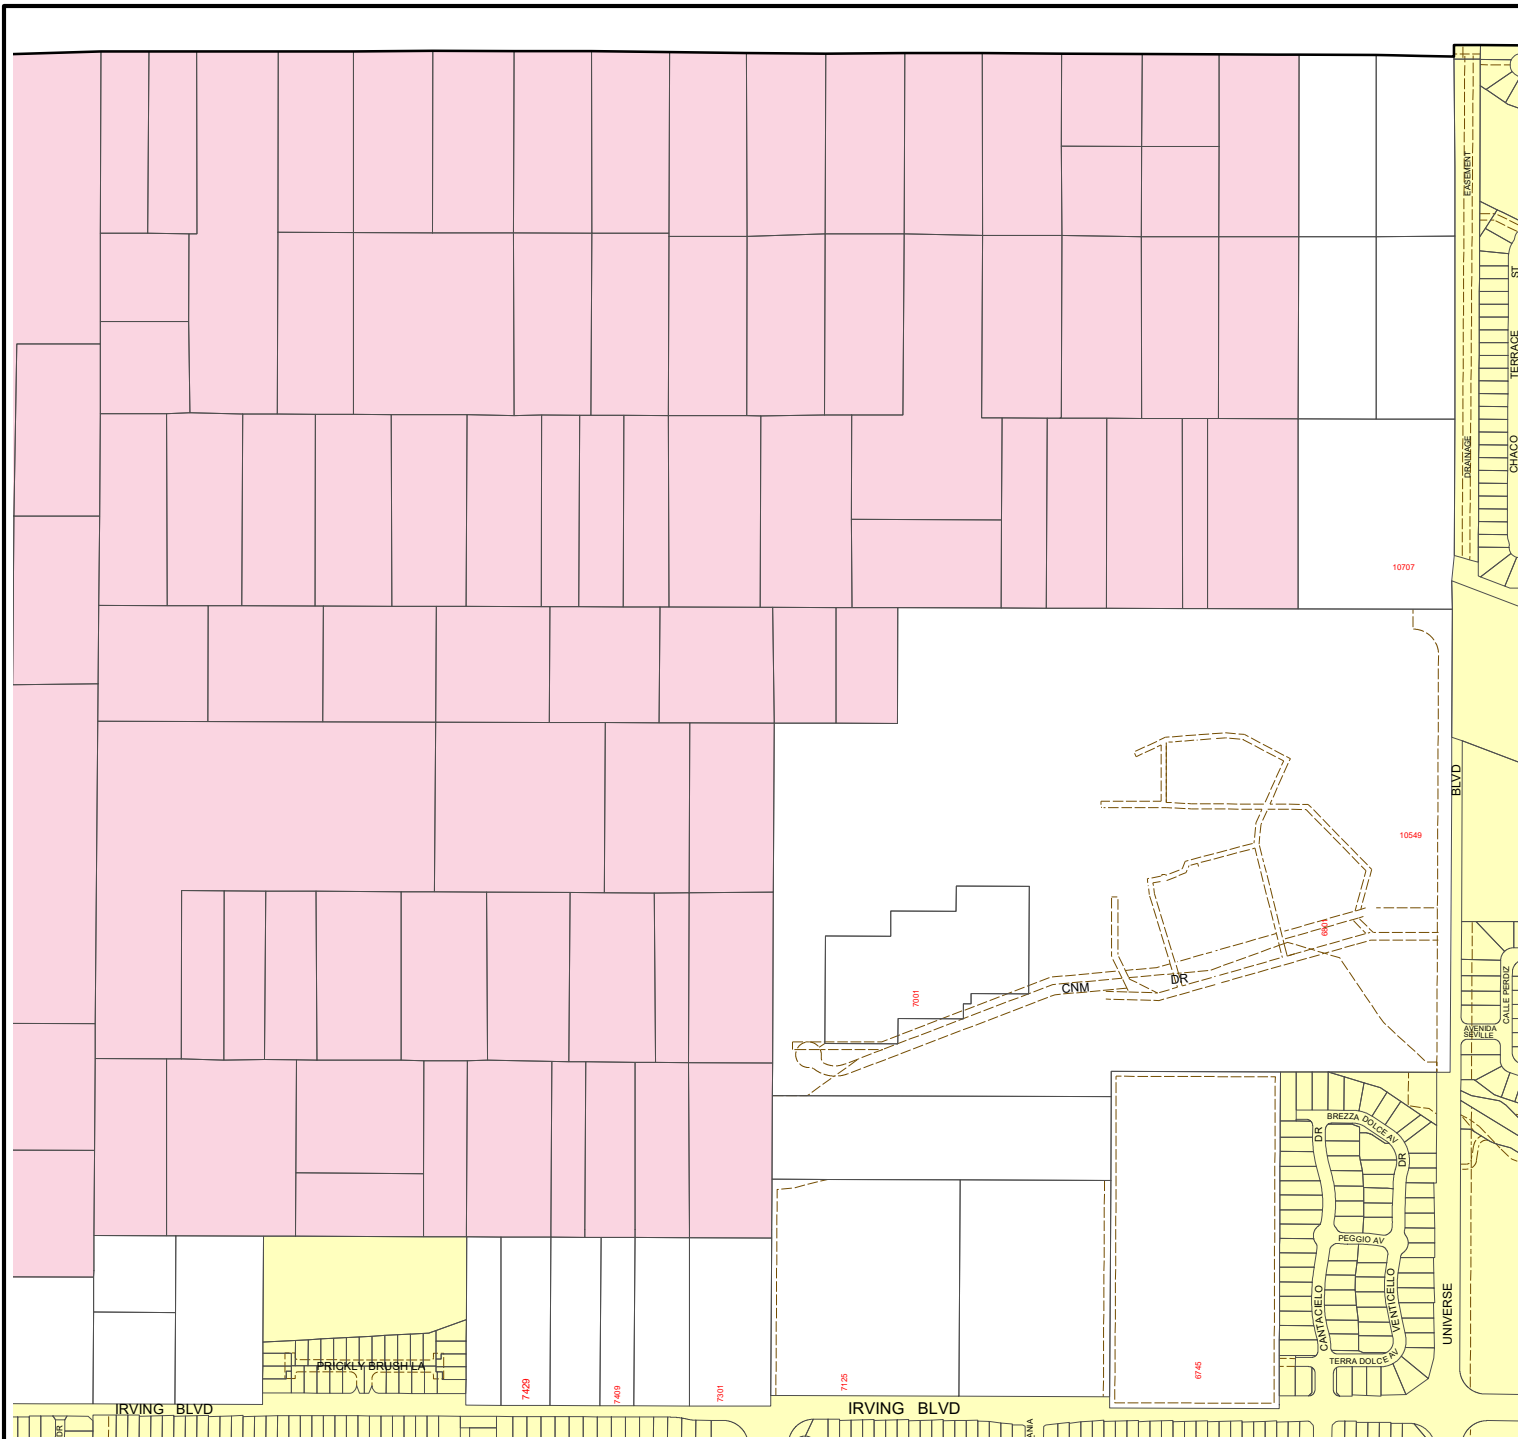 EASEMENT
ST
TERRACE
CHACO
DRAINAGE
10707
BLVD
10549
6801
CALLE PERDIZ
7001
CNM
DR
AVENIDA
SEVILLE
BREZZA DOLCE AV
DR
DR
PEGGIO AV
CANTACIELO
VENTICELLO
UNIVERSE
TERRA DOLCE AV
PRICKLY BRUSH LA
7429
7409
7301
7125
6745
IRVING BLVD
IRVING BLVD
DR
ANIA